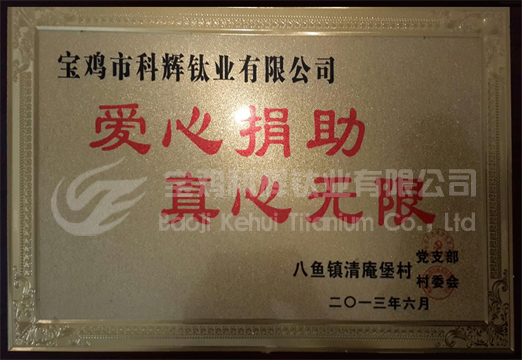 宝鸡市科辉钛业有限公司
爱心捐助
真心无限
宝鸡科辉钛业有限公司
Baoji Kehui Titanium Co., Ltd
八鱼镇清庵堡村
党支部
村委会
二〇一三年六月